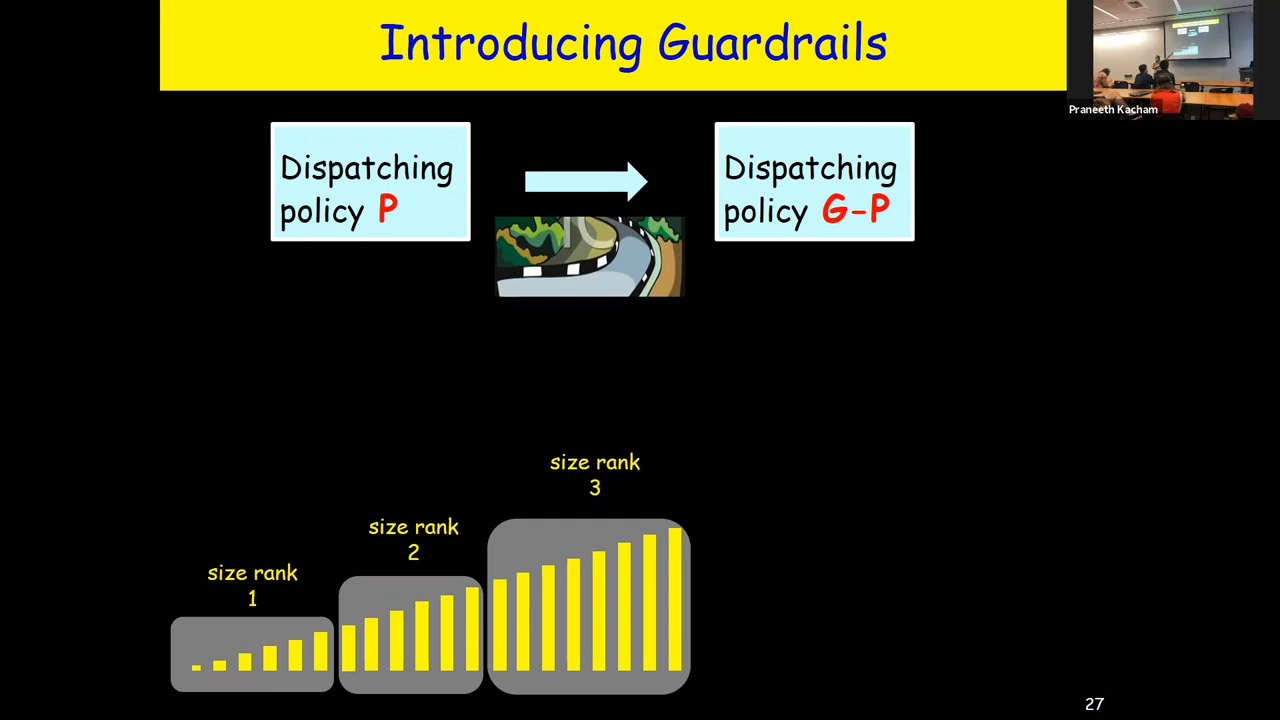 Introducing Guardrails
Praneeth Kacham
Dispatching
policy P
Dispatching
policy G-P
size rank
3
size rank
2
size rank
1
27